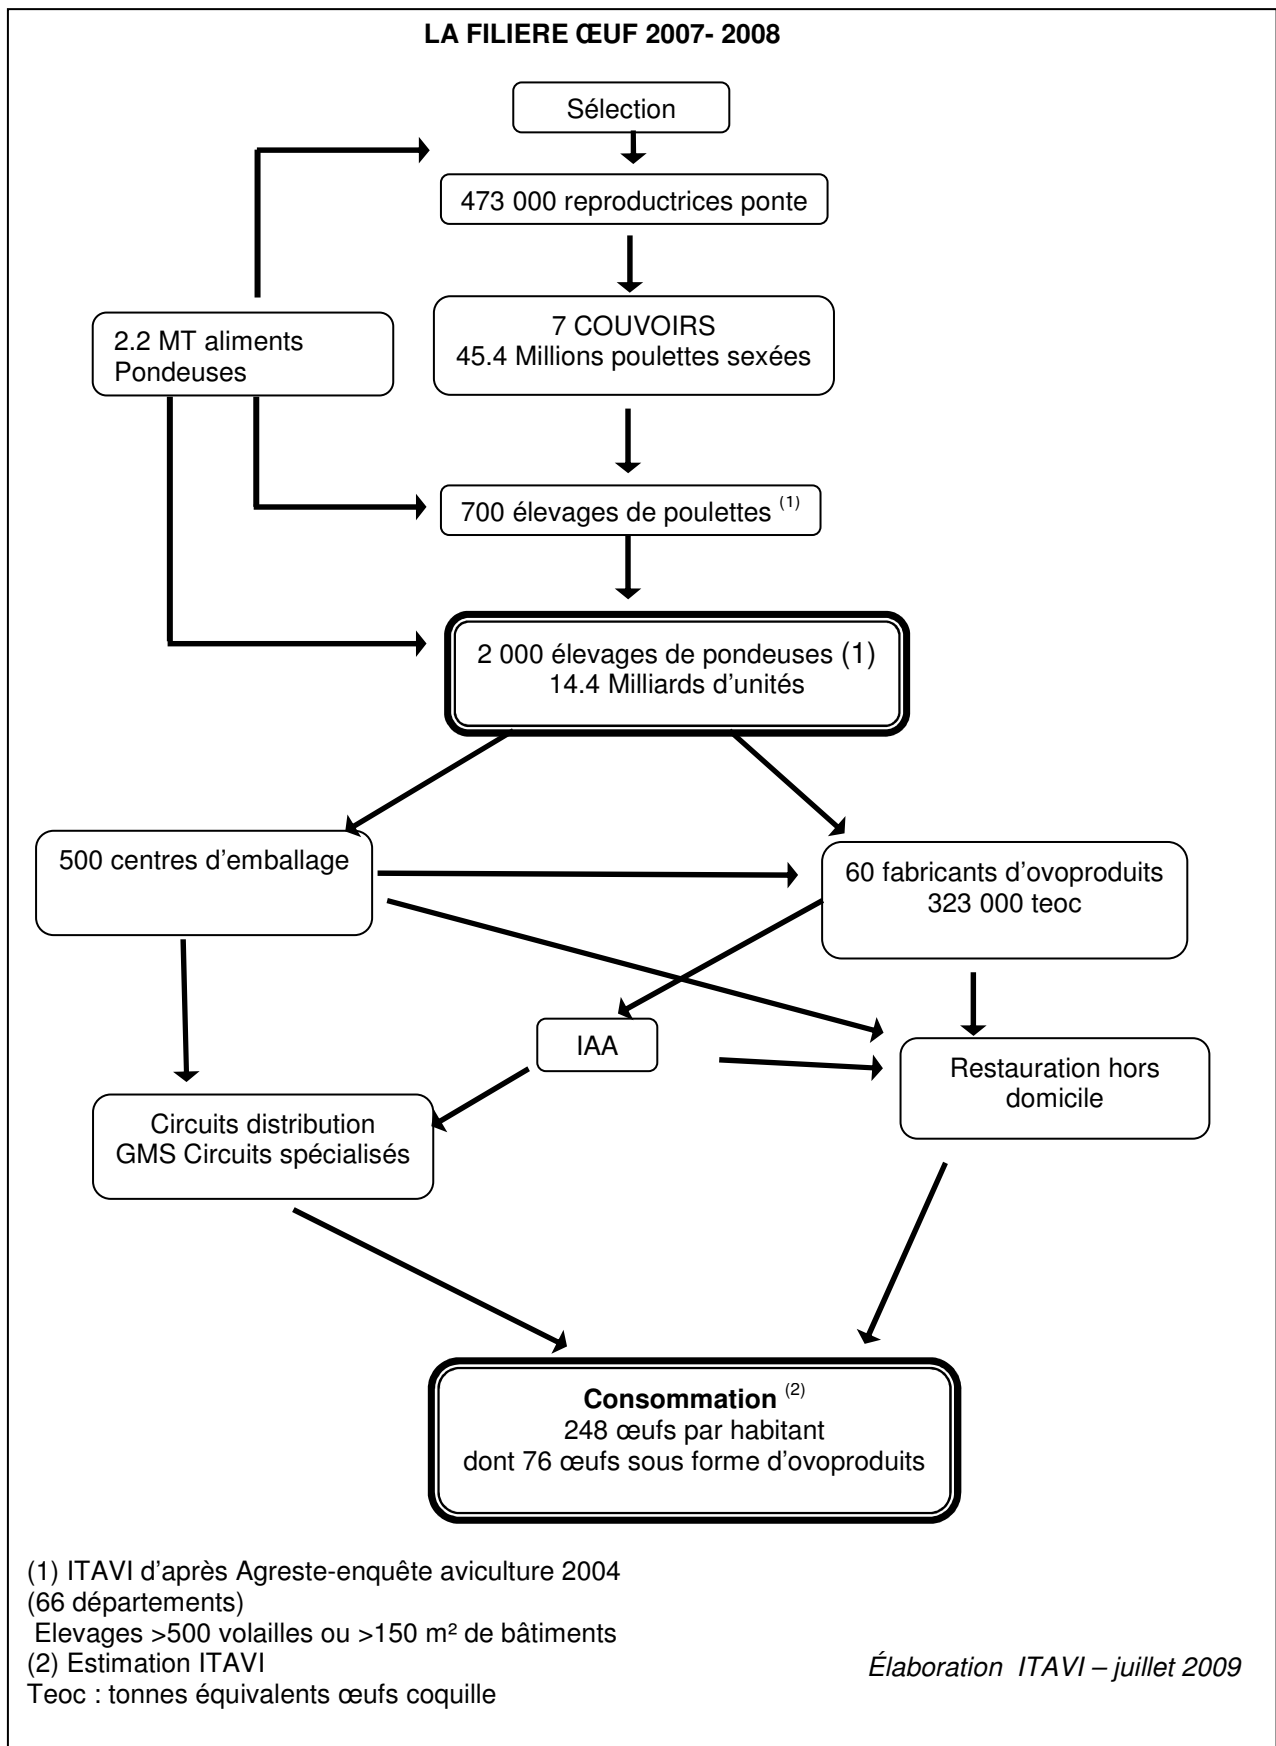 LA FILIERE ŒUF 2007- 2008
Sélection
473 000 reproductrices ponte
2.2 MT aliments
Pondeuses
7 COUVOIRS
45.4 Millions poulettes sexées
700 élevages de poulettes (1)
2 000 élevages de pondeuses (1)
14.4 Milliards d’unités
500 centres d’emballage
60 fabricants d’ovoproduits
323 000 teoc
IAA
Restauration hors
domicile
Circuits distribution
GMS Circuits spécialisés
Consommation (2)
248 œufs par habitant
dont 76 œufs sous forme d’ovoproduits
(1) ITAVI d’après Agreste-enquête aviculture 2004
(66 départements)
Elevages >500 volailles ou >150 m² de bâtiments
(2) Estimation ITAVI
Élaboration ITAVI – juillet 2009
Teoc : tonnes équivalents œufs coquille